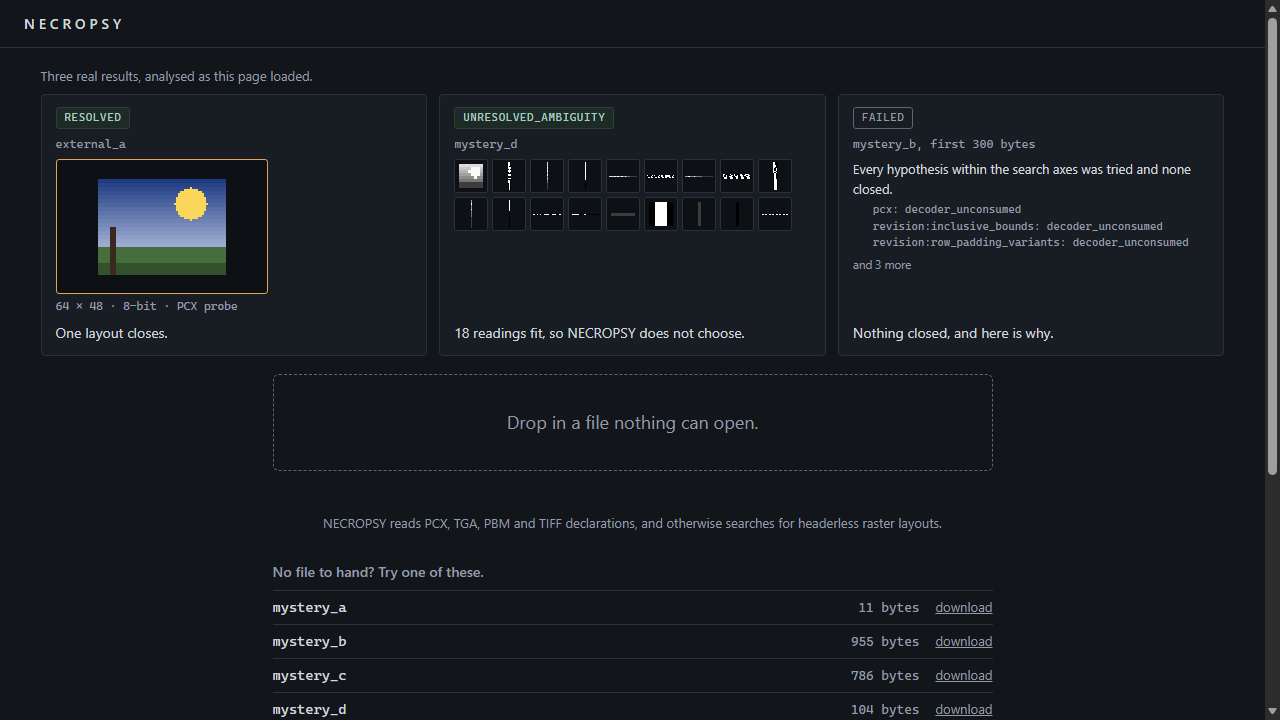 NECROPSY
Three real results, analysed as this page loaded.
RESOLVED
external_a
64 × 48 · 8-bit · PCX probe
One layout closes.
UNRESOLVED_AMBIGUITY
mystery_d
18 readings fit, so NECROPSY does not choose.
FAILED
mystery_b, first 300 bytes
Every hypothesis within the search axes was tried and none
closed.
pcx: decoder_unconsumed
revision:inclusive_bounds: decoder_unconsumed
revision:row_padding_variants: decoder_unconsumed
and 3 more
Nothing closed, and here is why.
Drop in a file nothing can open.
NECROPSY reads PCX, TGA, PBM and TIFF declarations, and otherwise searches for headerless raster layouts.
No file to hand? Try one of these.
mystery_a 11 bytes download
mystery_b 955 bytes download
mystery_c 786 bytes download
mystery_d 104 bytes download